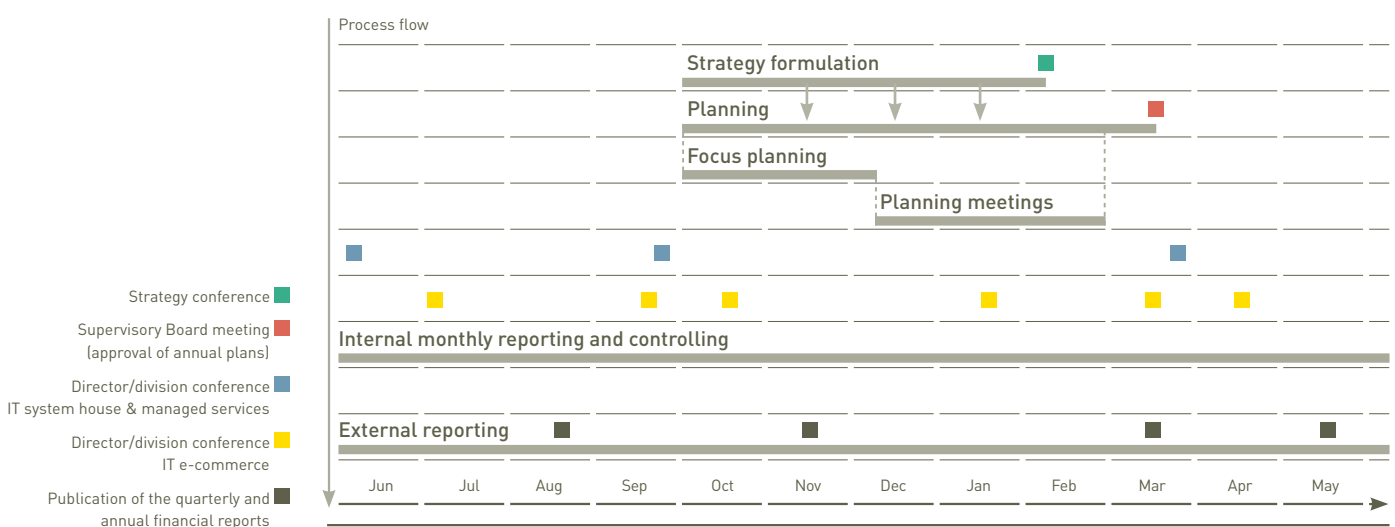 Process flow
Strategy formulation
Planning
Focus planning
Planning meetings
Strategy conference
Supervisory Board meeting
(approval of annual plans)
Internal monthly reporting and controlling
Director/division conference
IT system house & managed services
External reporting
Director/division conference
IT e-commerce
Jun Jul Aug Sep Oct Nov Dec Jan Feb Mar Apr May
Publication of the quarterly and
annual financial reports